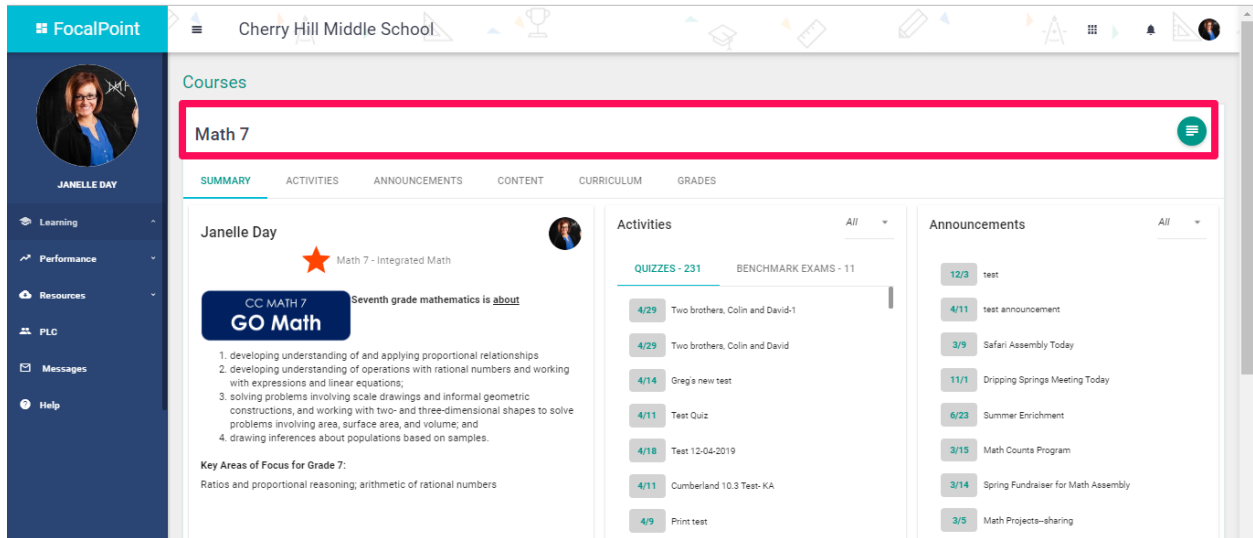 FocalPoint
Cherry Hill Middle School
JANELLE DAY
Learning
Performance
Resources
PLC
Messages
Help
Courses
Math 7
SUMMARY ACTIVITIES ANNOUNCEMENTS CONTENT CURRICULUM GRADES
Janelle Day
Math 7 - Integrated Math
CC MATH 7
GO Math
Seventh grade mathematics is about
1. developing understanding of and applying proportional relationships
2. developing understanding of operations with rational numbers and working
with expressions and linear equations;
3. solving problems involving scale drawings and informal geometric
constructions, and working with two- and three-dimensional shapes to solve
problems involving area, surface area, and volume; and
4. drawing inferences about populations based on samples.
Key Areas of Focus for Grade 7:
Ratios and proportional reasoning; arithmetic of rational numbers
Activities All
QUIZZES - 231 BENCHMARK EXAMS - 11
4/29 Two brothers, Colin and David-1
4/29 Two brothers, Colin and David
4/14 Greg's new test
4/11 Test Quiz
4/18 Test 12-04-2019
4/11 Cumberland 10.3 Test- KA
4/9 Print test
Announcements All
12/3 test
4/11 test announcement
3/9 Safari Assembly Today
11/1 Dripping Springs Meeting Today
6/23 Summer Enrichment
3/15 Math Counts Program
3/14 Spring Fundraiser for Math Assembly
3/5 Math Projects--sharing